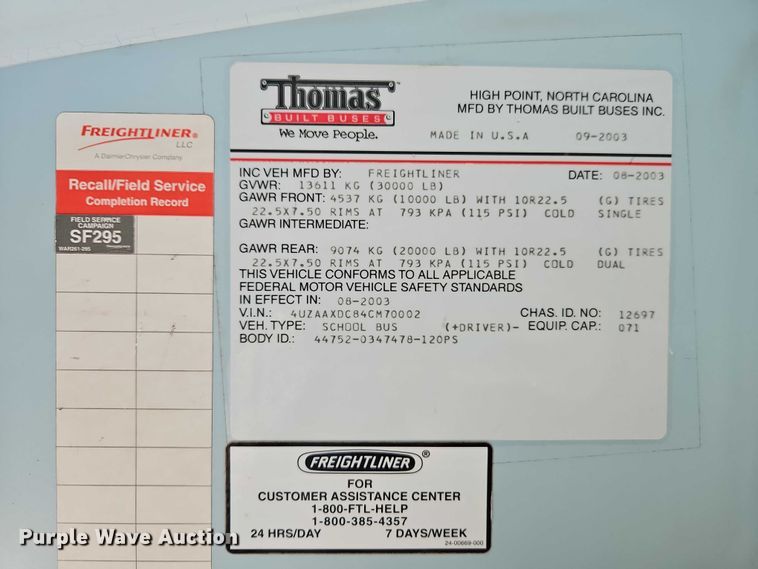 FREIGHTLINER®
LLC
A DaimlerChrysler Company
Recall/Field Service
Completion Record
FIELD SERVICE
CAMPAIGN
SF295
WAR261-295
Thomas
BUILT BUSES
We Move People.
HIGH POINT, NORTH CAROLINA
MFD BY THOMAS BUILT BUSES INC.
MADE IN U.S.A 09-2003
INC VEH MFD BY: FREIGHTLINER DATE: 08-2003
GVWR: 13611 KG (30000 LB)
GAWR FRONT: 4537 KG (10000 LB) WITH 10R22.5 (G) TIRES
22.5X7.50 RIMS AT 793 KPA (115 PSI) COLD SINGLE
GAWR INTERMEDIATE:
GAWR REAR: 9074 KG (20000 LB) WITH 10R22.5 (G) TIRES
22.5X7.50 RIMS AT 793 KPA (115 PSI) COLD DUAL
THIS VEHICLE CONFORMS TO ALL APPLICABLE
FEDERAL MOTOR VEHICLE SAFETY STANDARDS
IN EFFECT IN: 08-2003
V.I.N.: 4UZAAXDC84CM70002 CHAS. ID. NO: 12697
VEH. TYPE: SCHOOL BUS (+DRIVER)- EQUIP. CAP.: 071
BODY ID.: 44752-0347478-120PS
FREIGHTLINER®
FOR
CUSTOMER ASSISTANCE CENTER
1-800-FTL-HELP
1-800-385-4357
24 HRS/DAY 7 DAYS/WEEK
24-00669-000
Purple Wave Auction